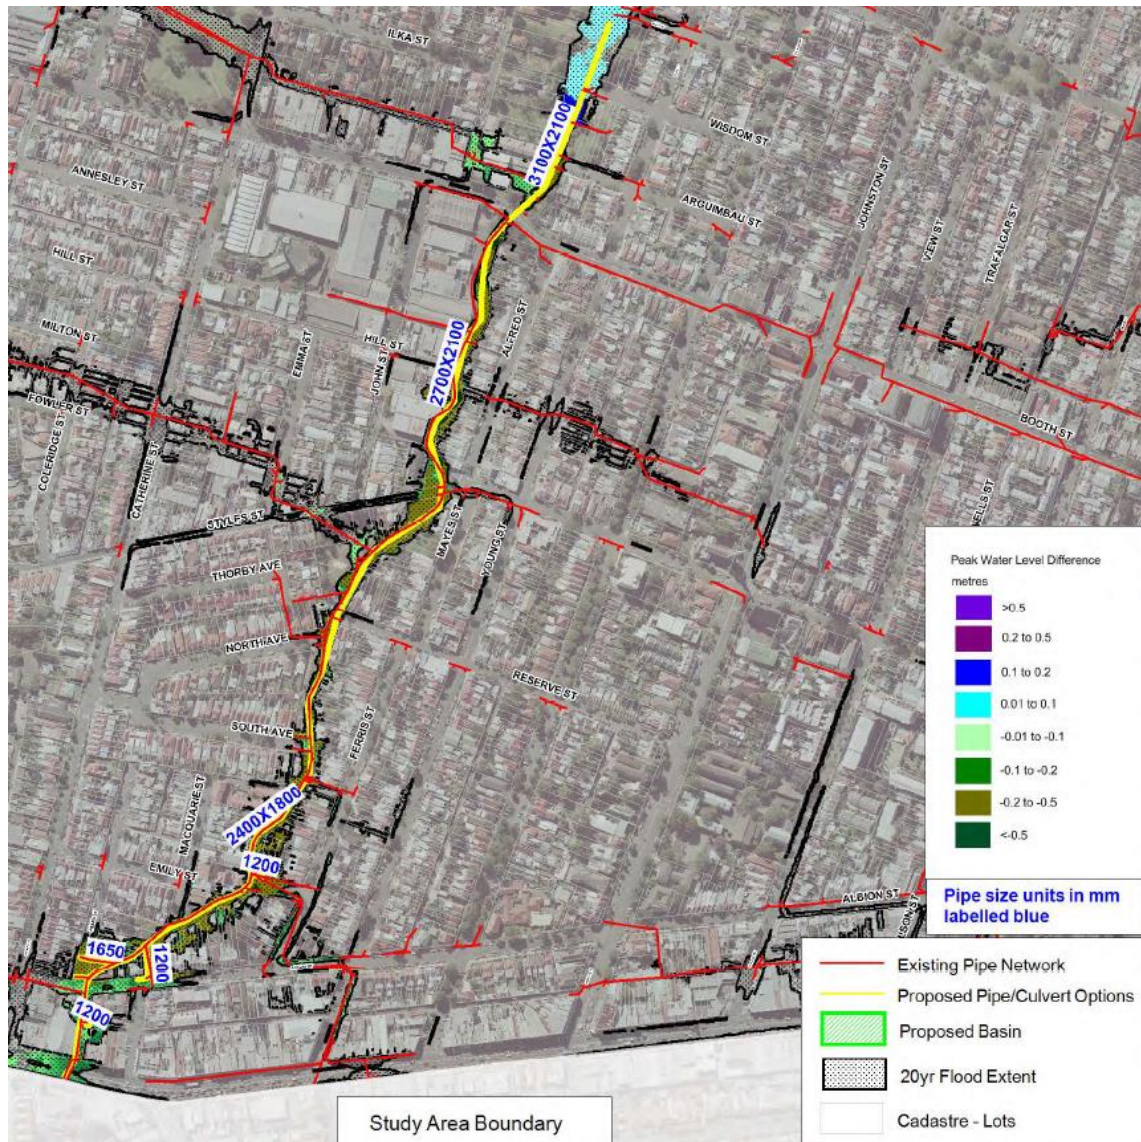 ILKA ST
3100X2100
WISDOM ST
ANNESLEY ST
ARGUIMBAU ST
JOHNSTON ST
VIEW ST
TRAFALGAR ST
HILL ST
MILTON ST
EMMA ST
HILL ST
JOHN ST
ALFRED ST
2700X2100
FOWLER ST
COLERIDGE ST
CATHERINE ST
BOOTH ST
STYLES ST
MAYES ST
YOUNG ST
THORBY AVE
NORTH AVE
RESERVE ST
SOUTH AVE
FERRIS ST
MACQUARIE ST
2400X1800
1200
EMILY ST
ALBION ST
1650
1200
1200
Peak Water Level Difference
metres
>0.5
0.2 to 0.5
0.1 to 0.2
0.01 to 0.1
-0.01 to -0.1
-0.1 to -0.2
-0.2 to -0.5
<-0.5
Pipe size units in mm
labelled blue
Existing Pipe Network
Proposed Pipe/Culvert Options
Proposed Basin
20yr Flood Extent
Cadastre - Lots
Study Area Boundary